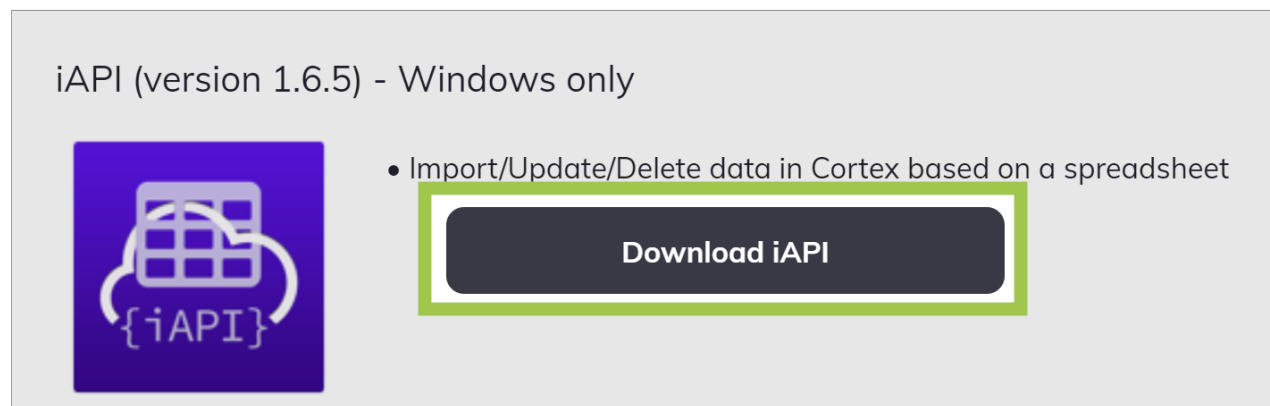 iAPI (version 1.6.5) - Windows only
• Import/Update/Delete data in Cortex based on a spreadsheet
Download iAPI
{iAPI}